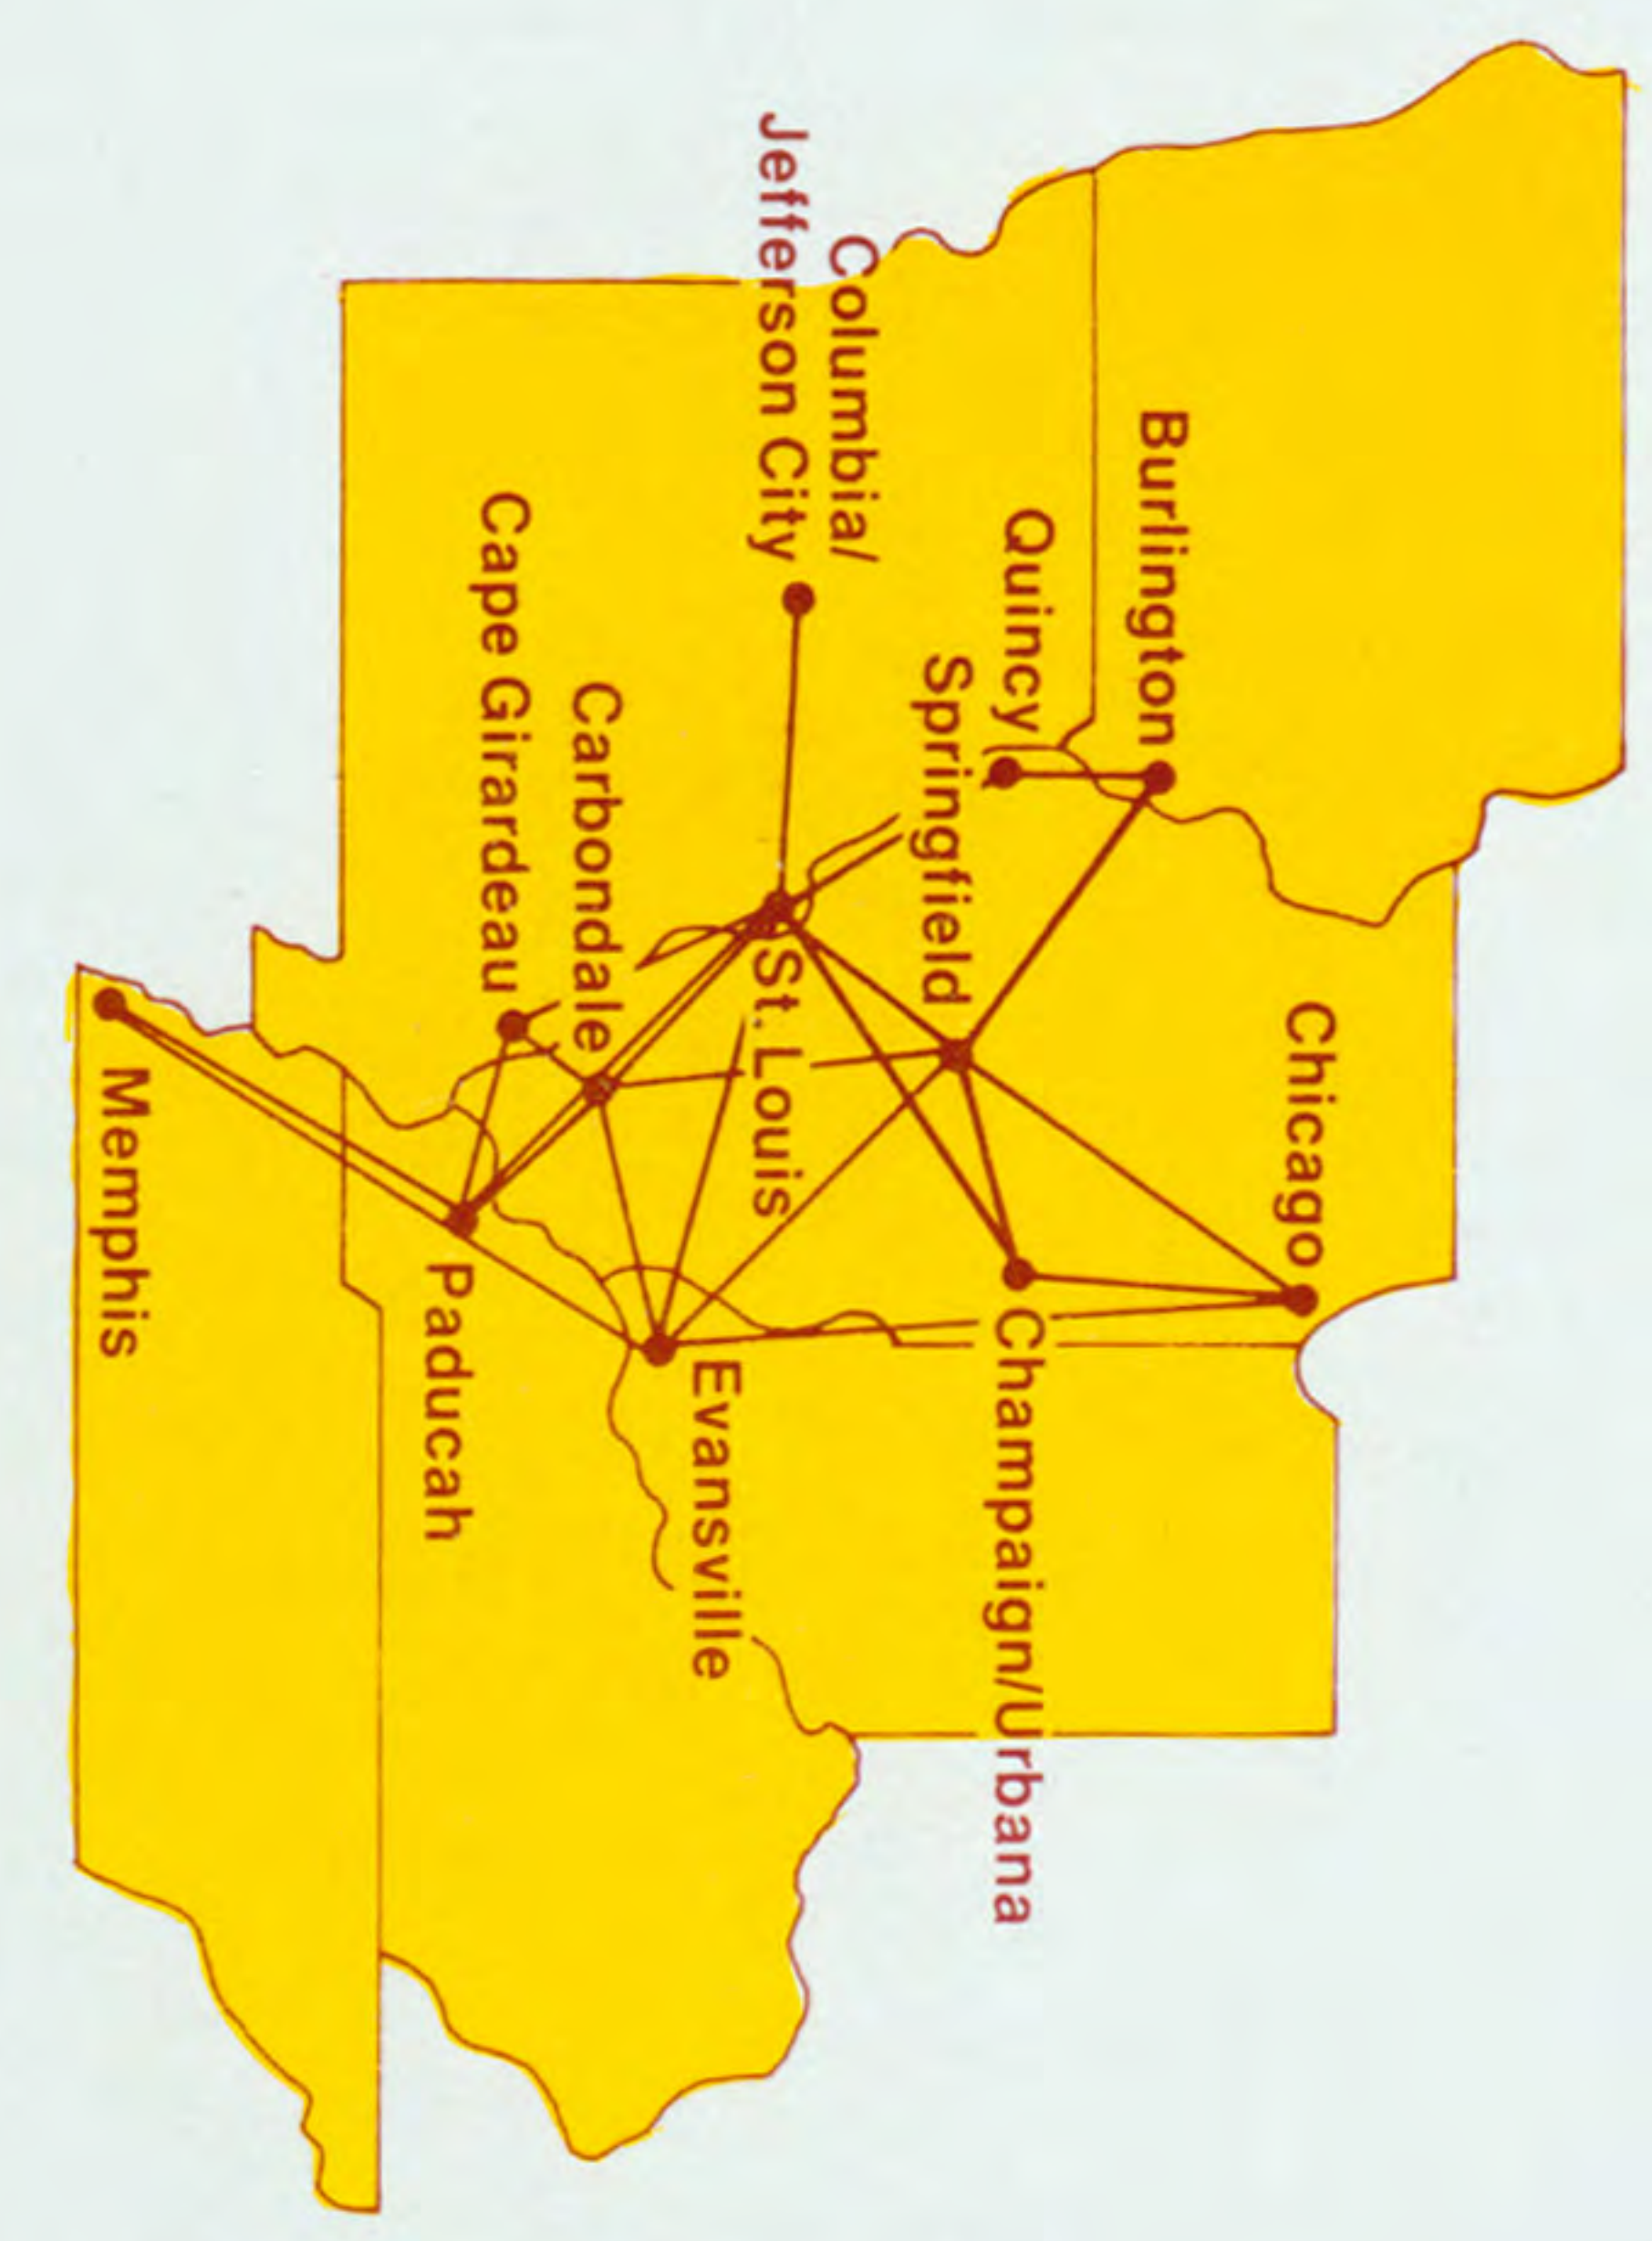 Chicago
Burlington
Quincy
Champaign/Urbana
Springfield
Columbia/
Jefferson City
St. Louis
Evansville
Carbondale
Cape Girardeau
Paducah
Memphis